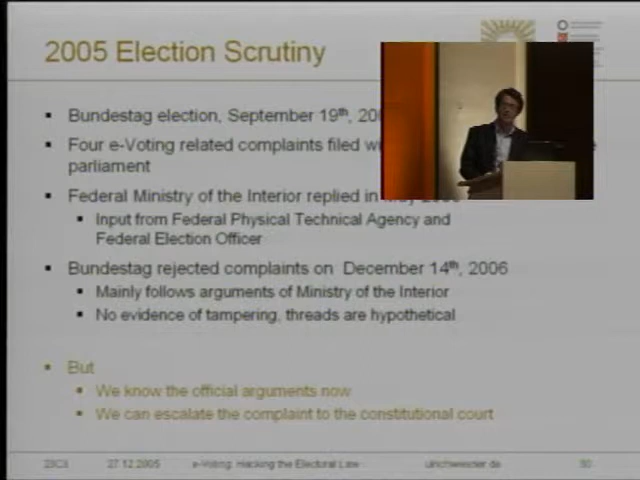 2005 Election Scrutiny
Bundestag election, September 19th, 20
Four e-Voting related complaints filed
parliament
Federal Ministry of the Interior replied in
Input from Federal Physical Technical Agency and
Federal Election Officer
Bundestag rejected complaints on December 14th, 2006
Mainly follows arguments of Ministry of the Interior
No evidence of tampering, threads are hypothetical
But
We know the official arguments now
We can escalate the complaint to the constitutional court
27.12.2005 e-Voting: Hacking the Electoral Law ulrichwiesner.de